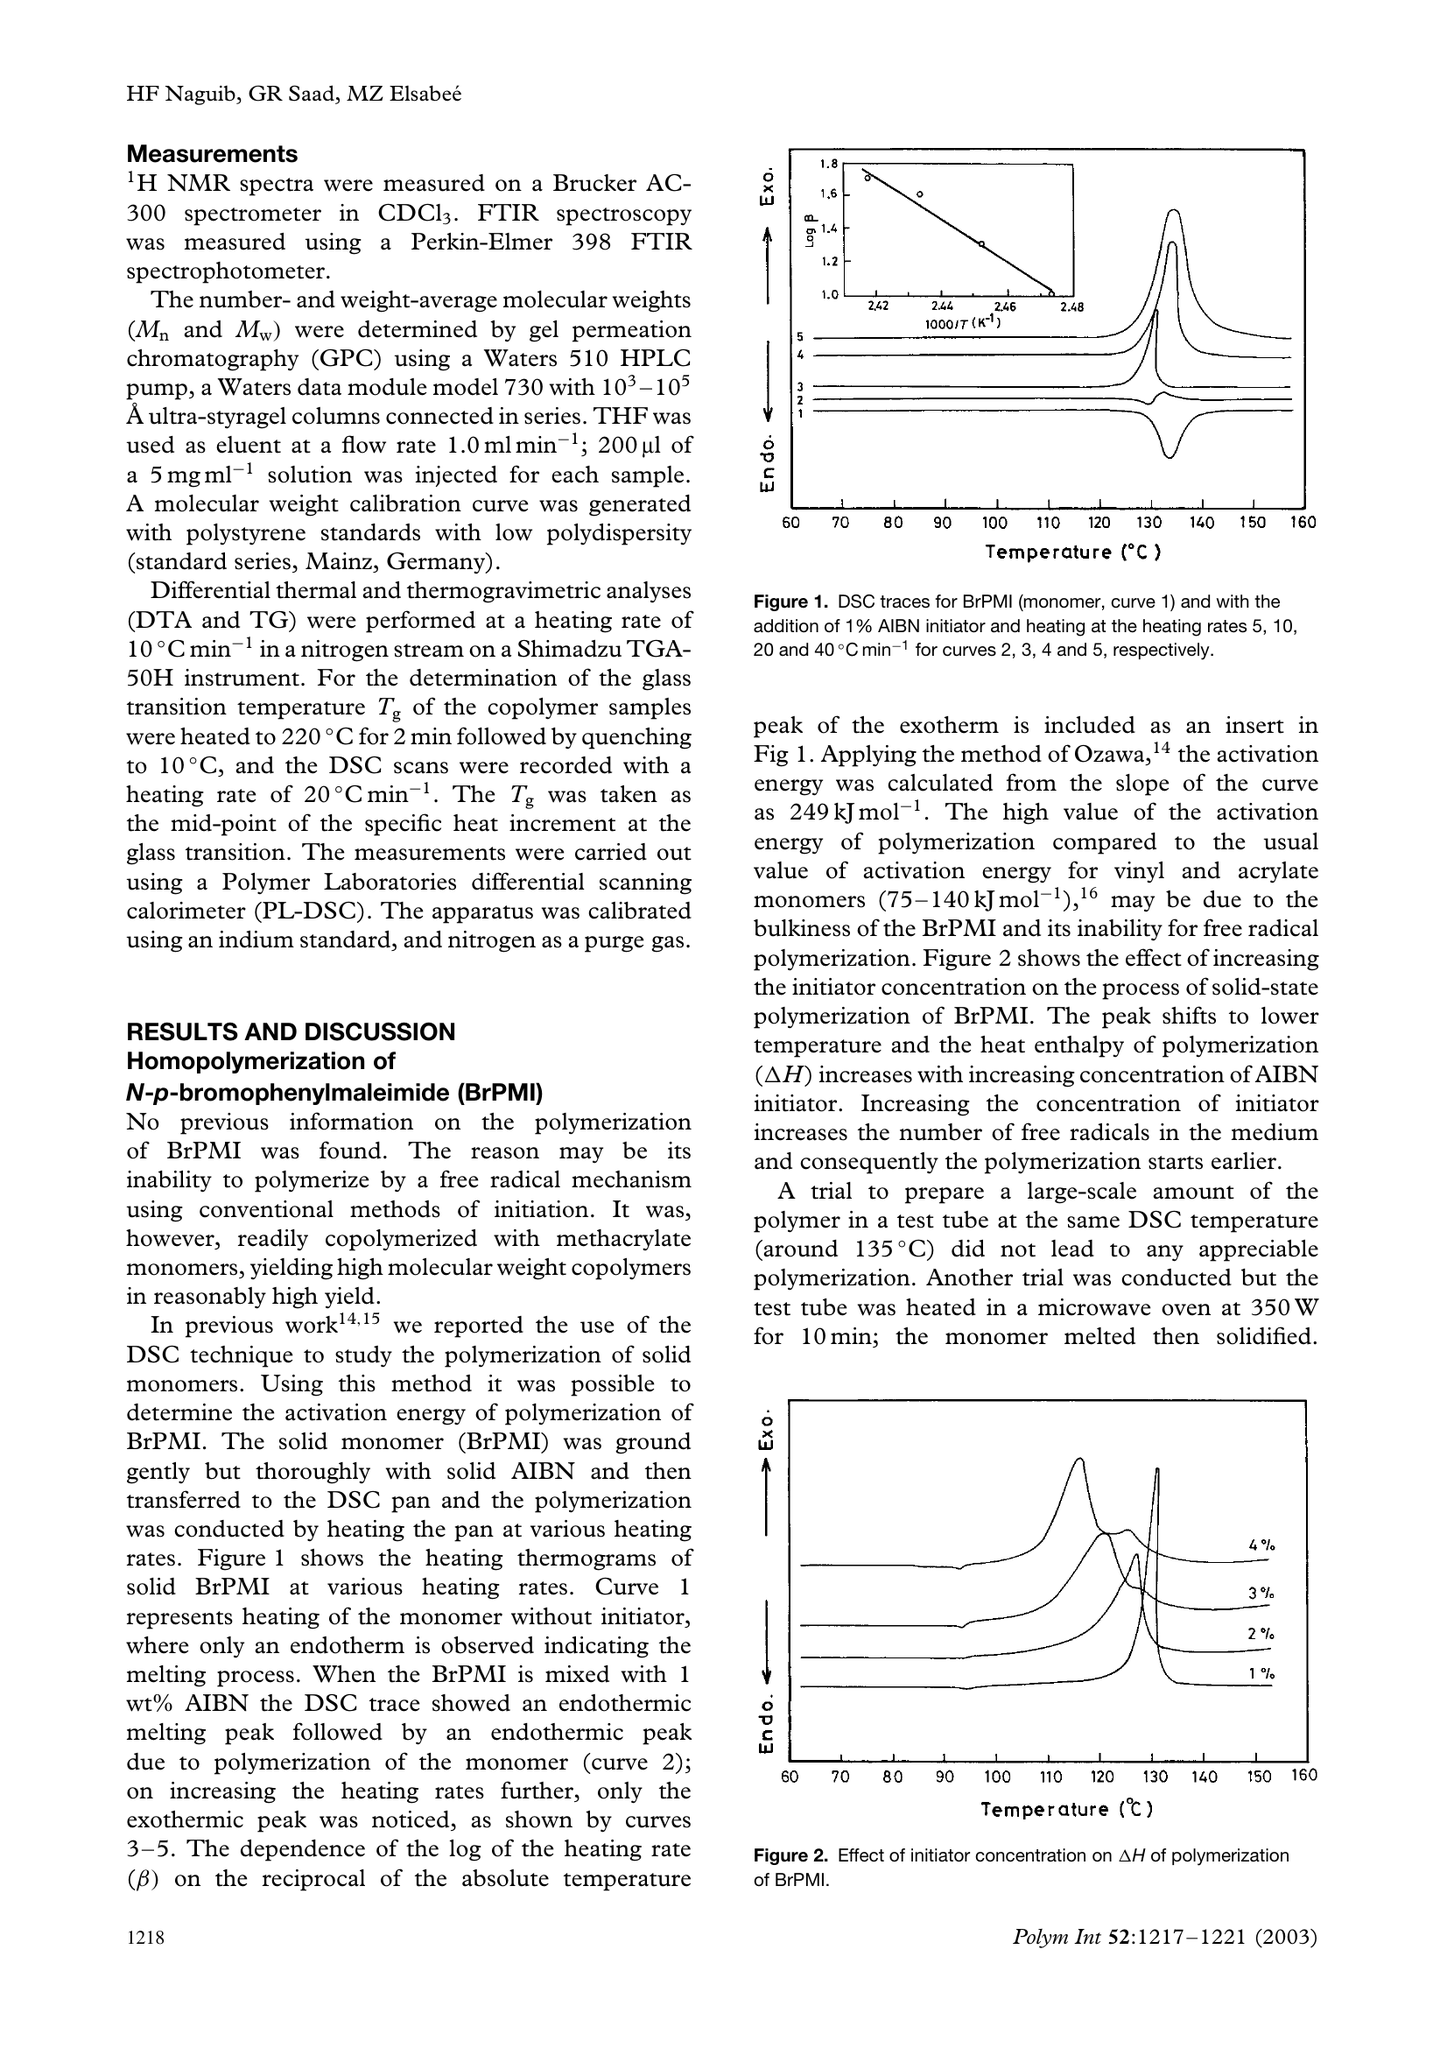 HF Naguib, GR Saad, MZ Elsabeé
Measurements
¹H NMR spectra were measured on a Brucker AC-
300 spectrometer in CDCl₃. FTIR spectroscopy
was measured using a Perkin-Elmer 398 FTIR
spectrophotometer.
The number- and weight-average molecular weights
(Mn and Mw) were determined by gel permeation
chromatography (GPC) using a Waters 510 HPLC
pump, a Waters data module model 730 with 10³–10⁵
Å ultra-styragel columns connected in series. THF was
used as eluent at a flow rate 1.0 ml min⁻¹; 200 µl of
a 5 mg ml⁻¹ solution was injected for each sample.
A molecular weight calibration curve was generated
with polystyrene standards with low polydispersity
(standard series, Mainz, Germany).
Differential thermal and thermogravimetric analyses
(DTA and TG) were performed at a heating rate of
10 °C min⁻¹ in a nitrogen stream on a Shimadzu TGA-
50H instrument. For the determination of the glass
transition temperature Tg of the copolymer samples
were heated to 220 °C for 2 min followed by quenching
to 10 °C, and the DSC scans were recorded with a
heating rate of 20 °C min⁻¹. The Tg was taken as
the mid-point of the specific heat increment at the
glass transition. The measurements were carried out
using a Polymer Laboratories differential scanning
calorimeter (PL-DSC). The apparatus was calibrated
using an indium standard, and nitrogen as a purge gas.
RESULTS AND DISCUSSION
Homopolymerization of
N-p-bromophenylmaleimide (BrPMI)
No previous information on the polymerization
of BrPMI was found. The reason may be its
inability to polymerize by a free radical mechanism
using conventional methods of initiation. It was,
however, readily copolymerized with methacrylate
monomers, yielding high molecular weight copolymers
in reasonably high yield.
In previous work¹⁴,¹⁵ we reported the use of the
DSC technique to study the polymerization of solid
monomers. Using this method it was possible to
determine the activation energy of polymerization of
BrPMI. The solid monomer (BrPMI) was ground
gently but thoroughly with solid AIBN and then
transferred to the DSC pan and the polymerization
was conducted by heating the pan at various heating
rates. Figure 1 shows the heating thermograms of
solid BrPMI at various heating rates. Curve 1
represents heating of the monomer without initiator,
where only an endotherm is observed indicating the
melting process. When the BrPMI is mixed with 1
wt% AIBN the DSC trace showed an endothermic
melting peak followed by an endothermic peak
due to polymerization of the monomer (curve 2);
on increasing the heating rates further, only the
exothermic peak was noticed, as shown by curves
3–5. The dependence of the log of the heating rate
(β) on the reciprocal of the absolute temperature
Exo.
Endo.
1.8
1.6
1.4
1.2
1.0
Log β
2.42 2.44 2.46 2.48
1000/T (K⁻¹)
5
4
3
2
1
60 70 80 90 100 110 120 130 140 150 160
Temperature (°C)
Figure 1. DSC traces for BrPMI (monomer, curve 1) and with the
addition of 1% AIBN initiator and heating at the heating rates 5, 10,
20 and 40 °C min⁻¹ for curves 2, 3, 4 and 5, respectively.
peak of the exotherm is included as an insert in
Fig 1. Applying the method of Ozawa,¹⁴ the activation
energy was calculated from the slope of the curve
as 249 kJ mol⁻¹. The high value of the activation
energy of polymerization compared to the usual
value of activation energy for vinyl and acrylate
monomers (75–140 kJ mol⁻¹),¹⁶ may be due to the
bulkiness of the BrPMI and its inability for free radical
polymerization. Figure 2 shows the effect of increasing
the initiator concentration on the process of solid-state
polymerization of BrPMI. The peak shifts to lower
temperature and the heat enthalpy of polymerization
(ΔH) increases with increasing concentration of AIBN
initiator. Increasing the concentration of initiator
increases the number of free radicals in the medium
and consequently the polymerization starts earlier.
A trial to prepare a large-scale amount of the
polymer in a test tube at the same DSC temperature
(around 135 °C) did not lead to any appreciable
polymerization. Another trial was conducted but the
test tube was heated in a microwave oven at 350 W
for 10 min; the monomer melted then solidified.
Exo.
Endo.
4 %
3 %
2 %
1 %
60 70 80 90 100 110 120 130 140 150 160
Temperature (°C)
Figure 2. Effect of initiator concentration on ΔH of polymerization
of BrPMI.
1218
Polym Int 52:1217–1221 (2003)